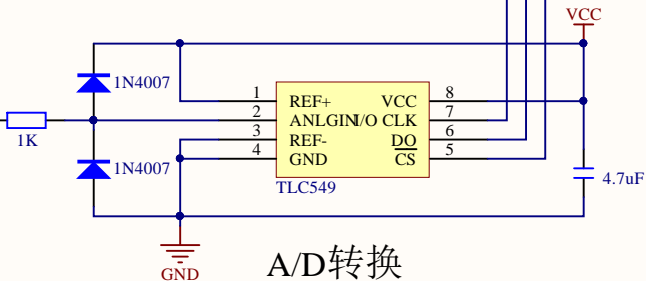 VCC
1N4007
1 REF+ VCC 8
2 ANLGIN I/O CLK 7
3 REF- DO 6
4 GND CS 5
1K
1N4007
TLC549
4.7uF
GND
A/D转换